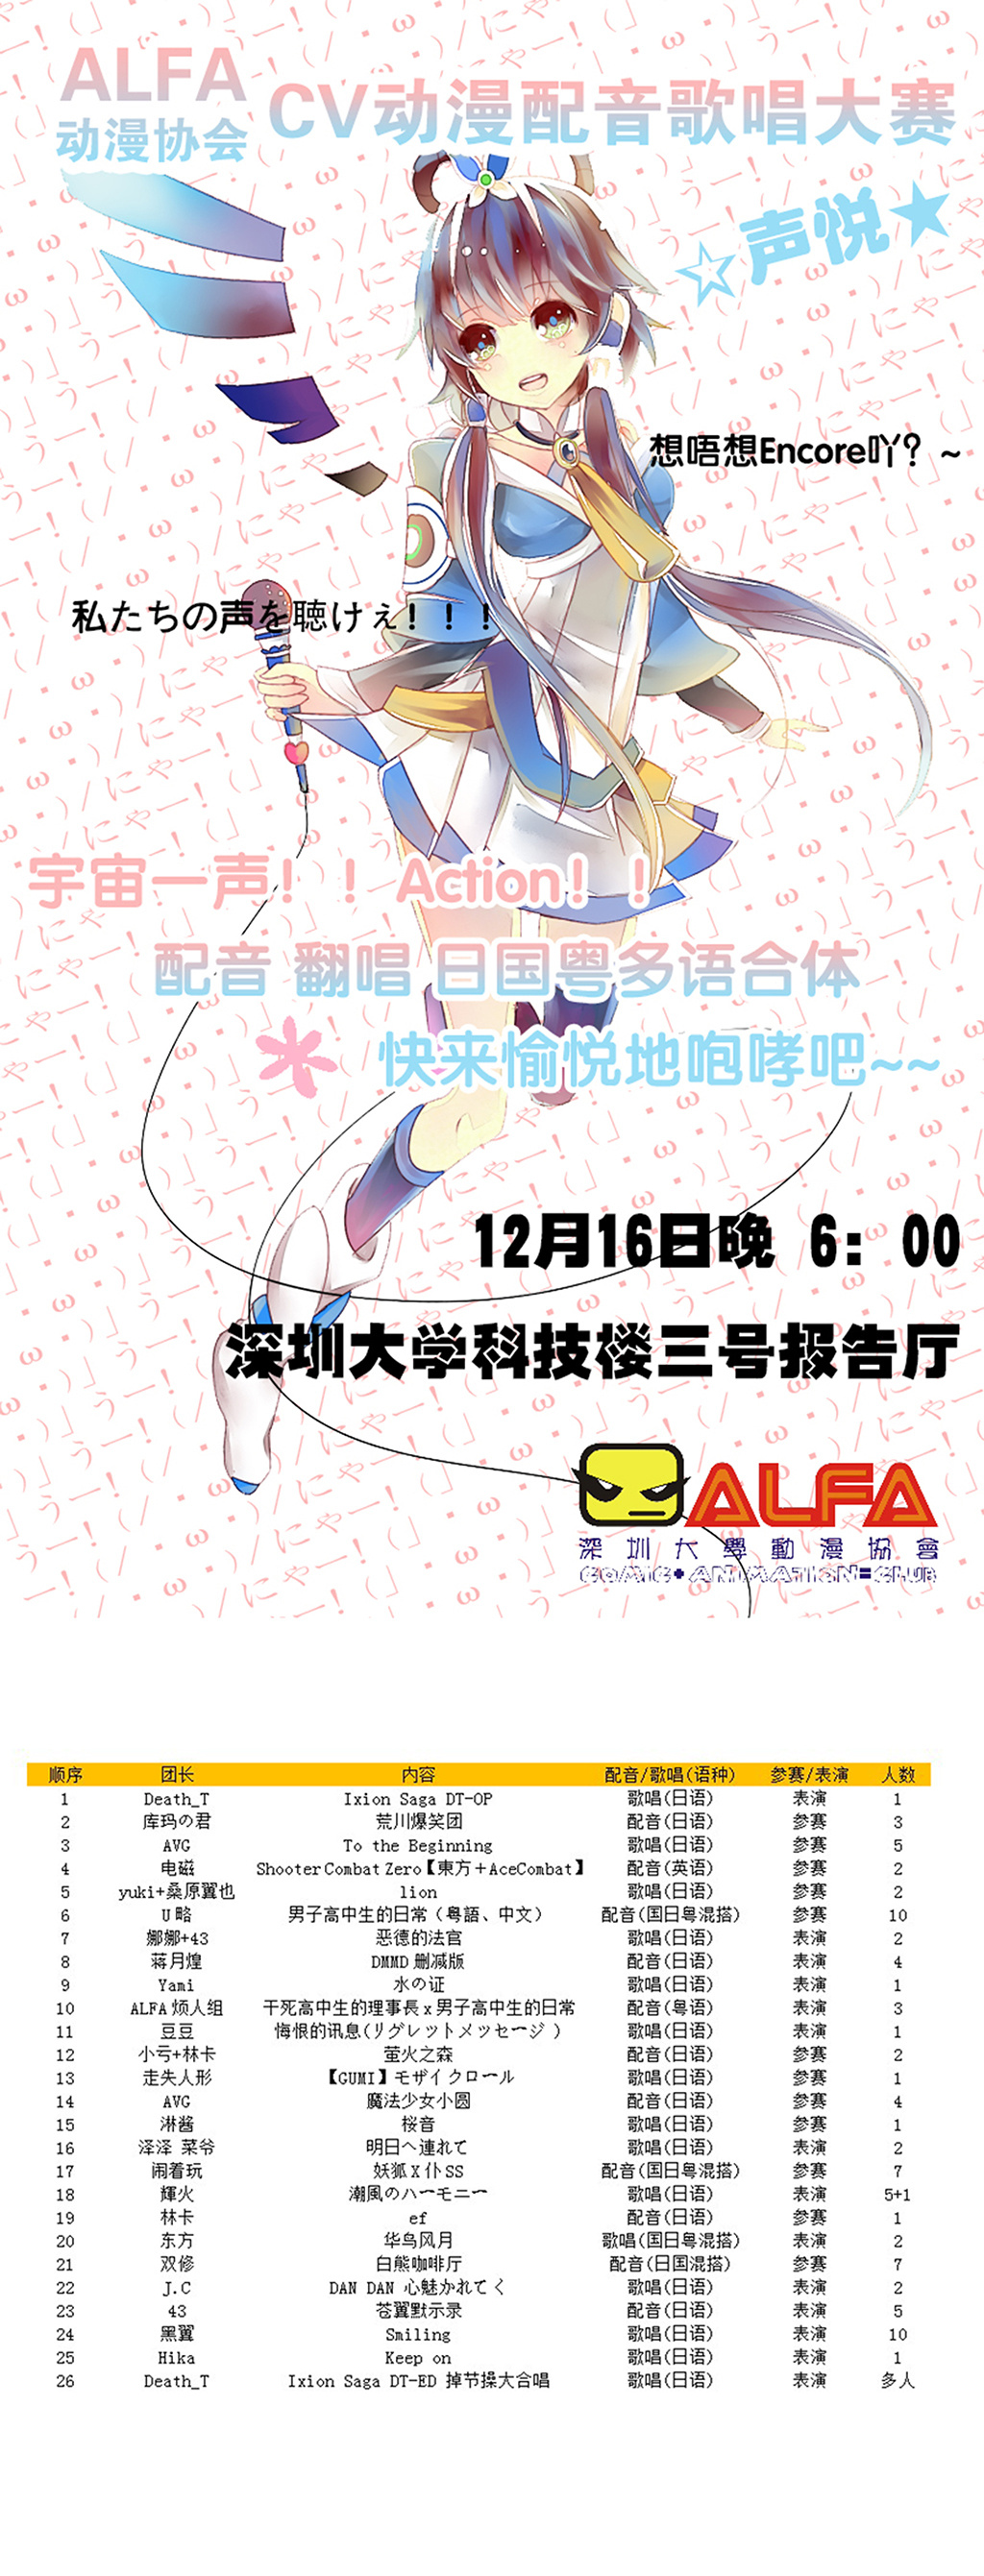 ALFA
动漫协会
CV动漫配音歌唱大赛
☆声悦★
想唔想Encore吖？~
私たちの声を聴けぇ！！！
宇宙一声！！Action！！
配音 翻唱 日国粤多语合体
快来愉悦地咆哮吧~~
12月16日晚 6：00
深圳大学科技楼三号报告厅
ALFA
深圳大學動漫協會
COMIC·ANIMATION=CLUB
顺序 团长 内容 配音/歌唱(语种) 参赛/表演 人数
1 Death_T Ixion Saga DT-OP 歌唱(日语) 表演 1
2 库玛の君 荒川爆笑团 配音(日语) 参赛 3
3 AVG To the Beginning 歌唱(日语) 参赛 5
4 电磁 Shooter Combat Zero【東方＋AceCombat】 配音(英语) 参赛 2
5 yuki+桑原翼也 lion 歌唱(日语) 参赛 2
6 U略 男子高中生的日常（粤語、中文） 配音(国日粤混搭) 参赛 10
7 娜娜+43 恶德的法官 歌唱(日语) 表演 2
8 蒋月煌 DMMD 删减版 配音(日语) 表演 4
9 Yami 水の证 歌唱(日语) 表演 1
10 ALFA 烦人组 干死高中生的理事長 x 男子高中生的日常 配音(粤语) 表演 3
11 豆豆 悔恨的讯息(リグレットメッセージ ) 歌唱(日语) 表演 1
12 小亏+林卡 萤火之森 配音(日语) 参赛 2
13 走失人形 【GUMI】モザイクロール 歌唱(日语) 参赛 1
14 AVG 魔法少女小圆 配音(日语) 参赛 4
15 淋酱 桜音 歌唱(日语) 参赛 1
16 泽泽 菜爷 明日へ連れて 歌唱(日语) 表演 2
17 闹着玩 妖狐 X 仆 SS 配音(国日粤混搭) 参赛 7
18 輝火 潮風のハーモニー 歌唱(日语) 表演 5+1
19 林卡 ef 配音(日语) 参赛 1
20 东方 华鸟风月 歌唱(国日粤混搭) 表演 2
21 双修 白熊咖啡厅 配音(日国混搭) 参赛 7
22 J.C DAN DAN 心魅かれてく 歌唱(日语) 表演 2
23 43 苍翼默示录 配音(日语) 表演 5
24 黑翼 Smiling 歌唱(日语) 表演 10
25 Hika Keep on 歌唱(日语) 表演 1
26 Death_T Ixion Saga DT-ED 掉节操大合唱 歌唱(日语) 表演 多人